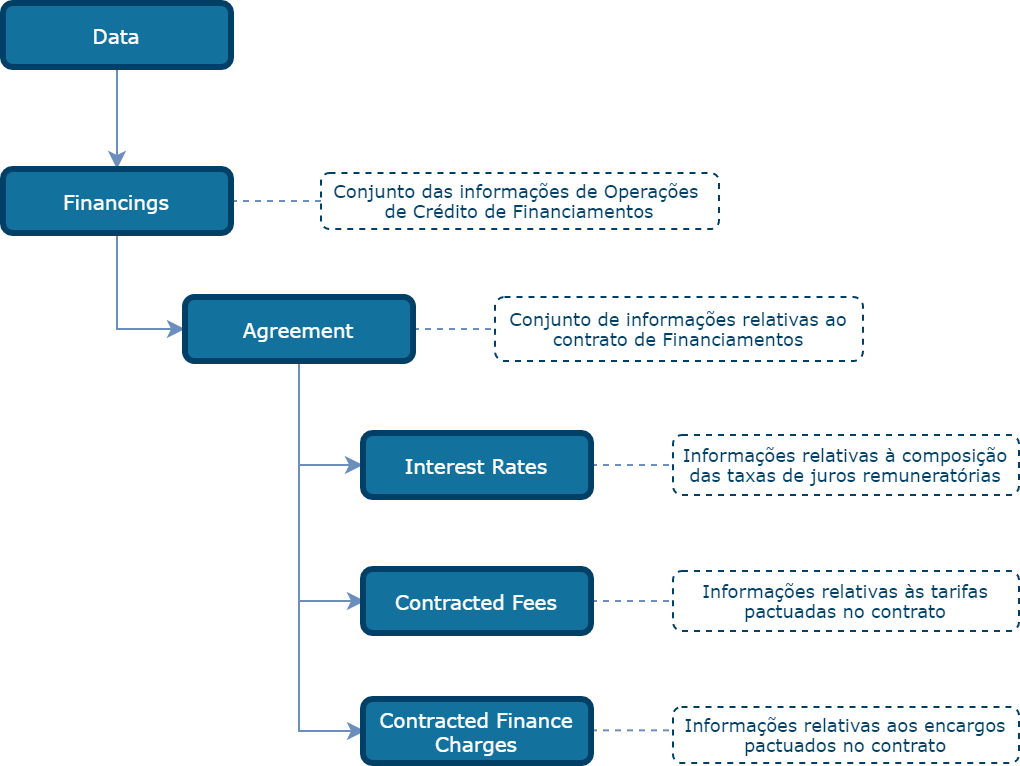 Data
Financings
Conjunto das informações de Operações
de Crédito de Financiamentos
Agreement
Conjunto de informações relativas ao
contrato de Financiamentos
Interest Rates
Informações relativas à composição
das taxas de juros remuneratórias
Contracted Fees
Informações relativas às tarifas
pactuadas no contrato
Contracted Finance
Charges
Informações relativas aos encargos
pactuados no contrato